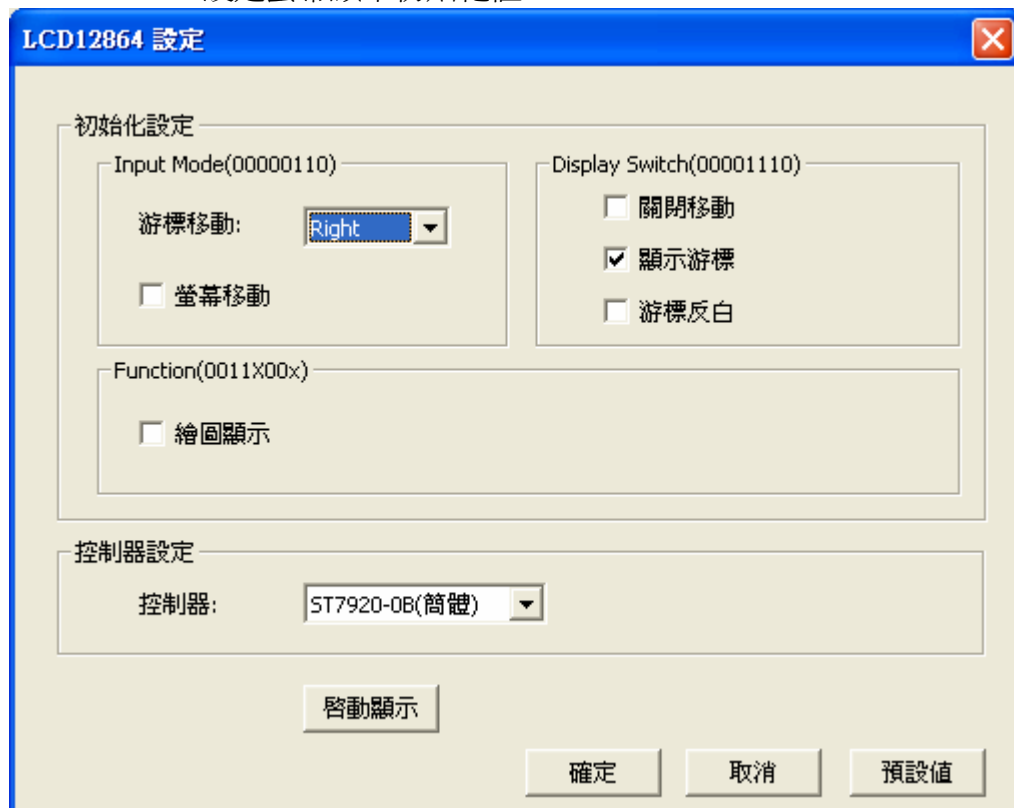 LCD12864 設定
初始化設定
Input Mode(00000110)
游標移動:
Right
螢幕移動
Display Switch(00001110)
關閉移動
顯示游標
游標反白
Function(0011X00x)
繪圖顯示
控制器設定
控制器:
ST7920-0B(簡體)
啓動顯示
確定
取消
預設値